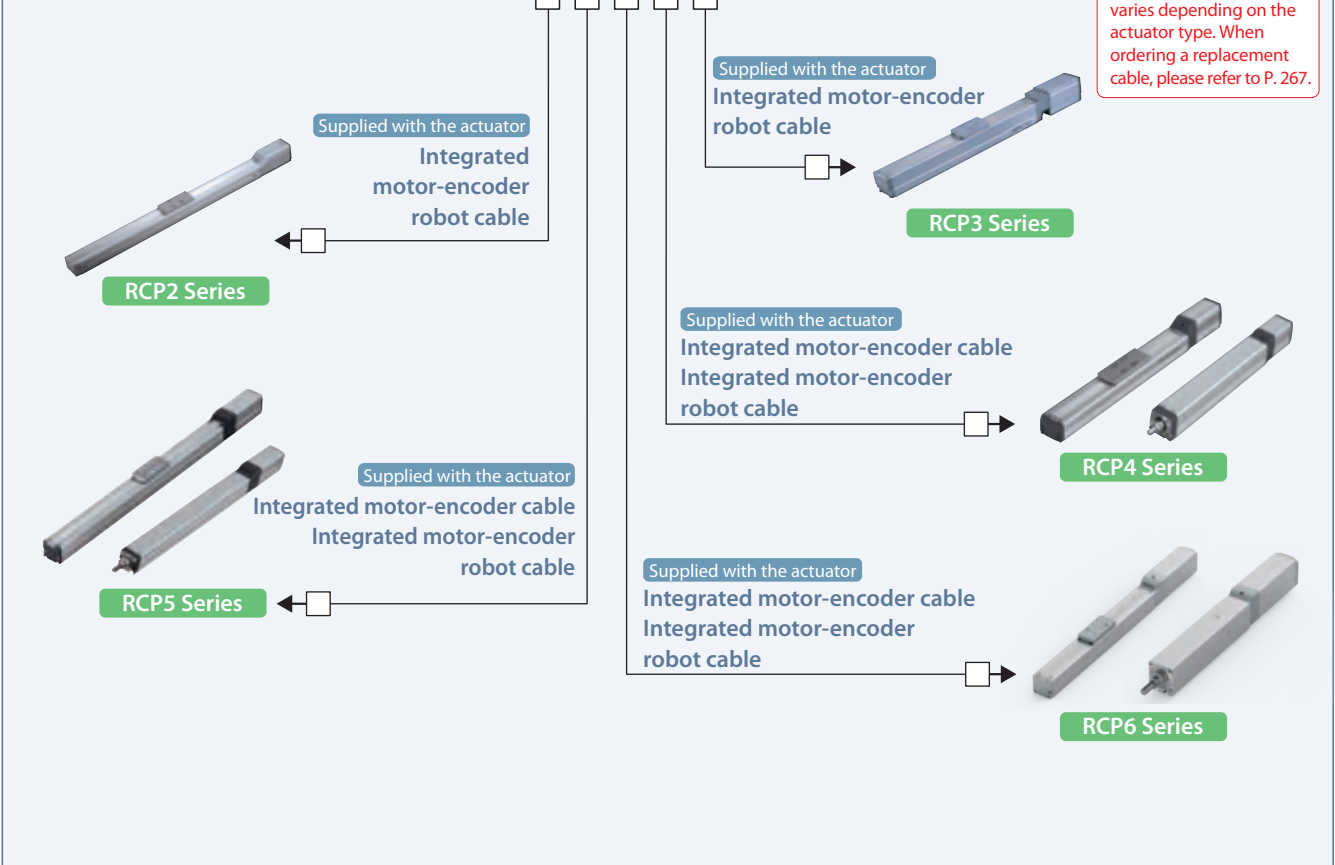 varies depending on the
actuator type. When
ordering a replacement
cable, please refer to P. 267.
Supplied with the actuator
Integrated motor-encoder
robot cable
RCP3 Series
Supplied with the actuator
Integrated
motor-encoder
robot cable
RCP2 Series
Supplied with the actuator
Integrated motor-encoder cable
Integrated motor-encoder
robot cable
RCP4 Series
Supplied with the actuator
Integrated motor-encoder cable
Integrated motor-encoder
robot cable
RCP5 Series
Supplied with the actuator
Integrated motor-encoder cable
Integrated motor-encoder
robot cable
RCP6 Series